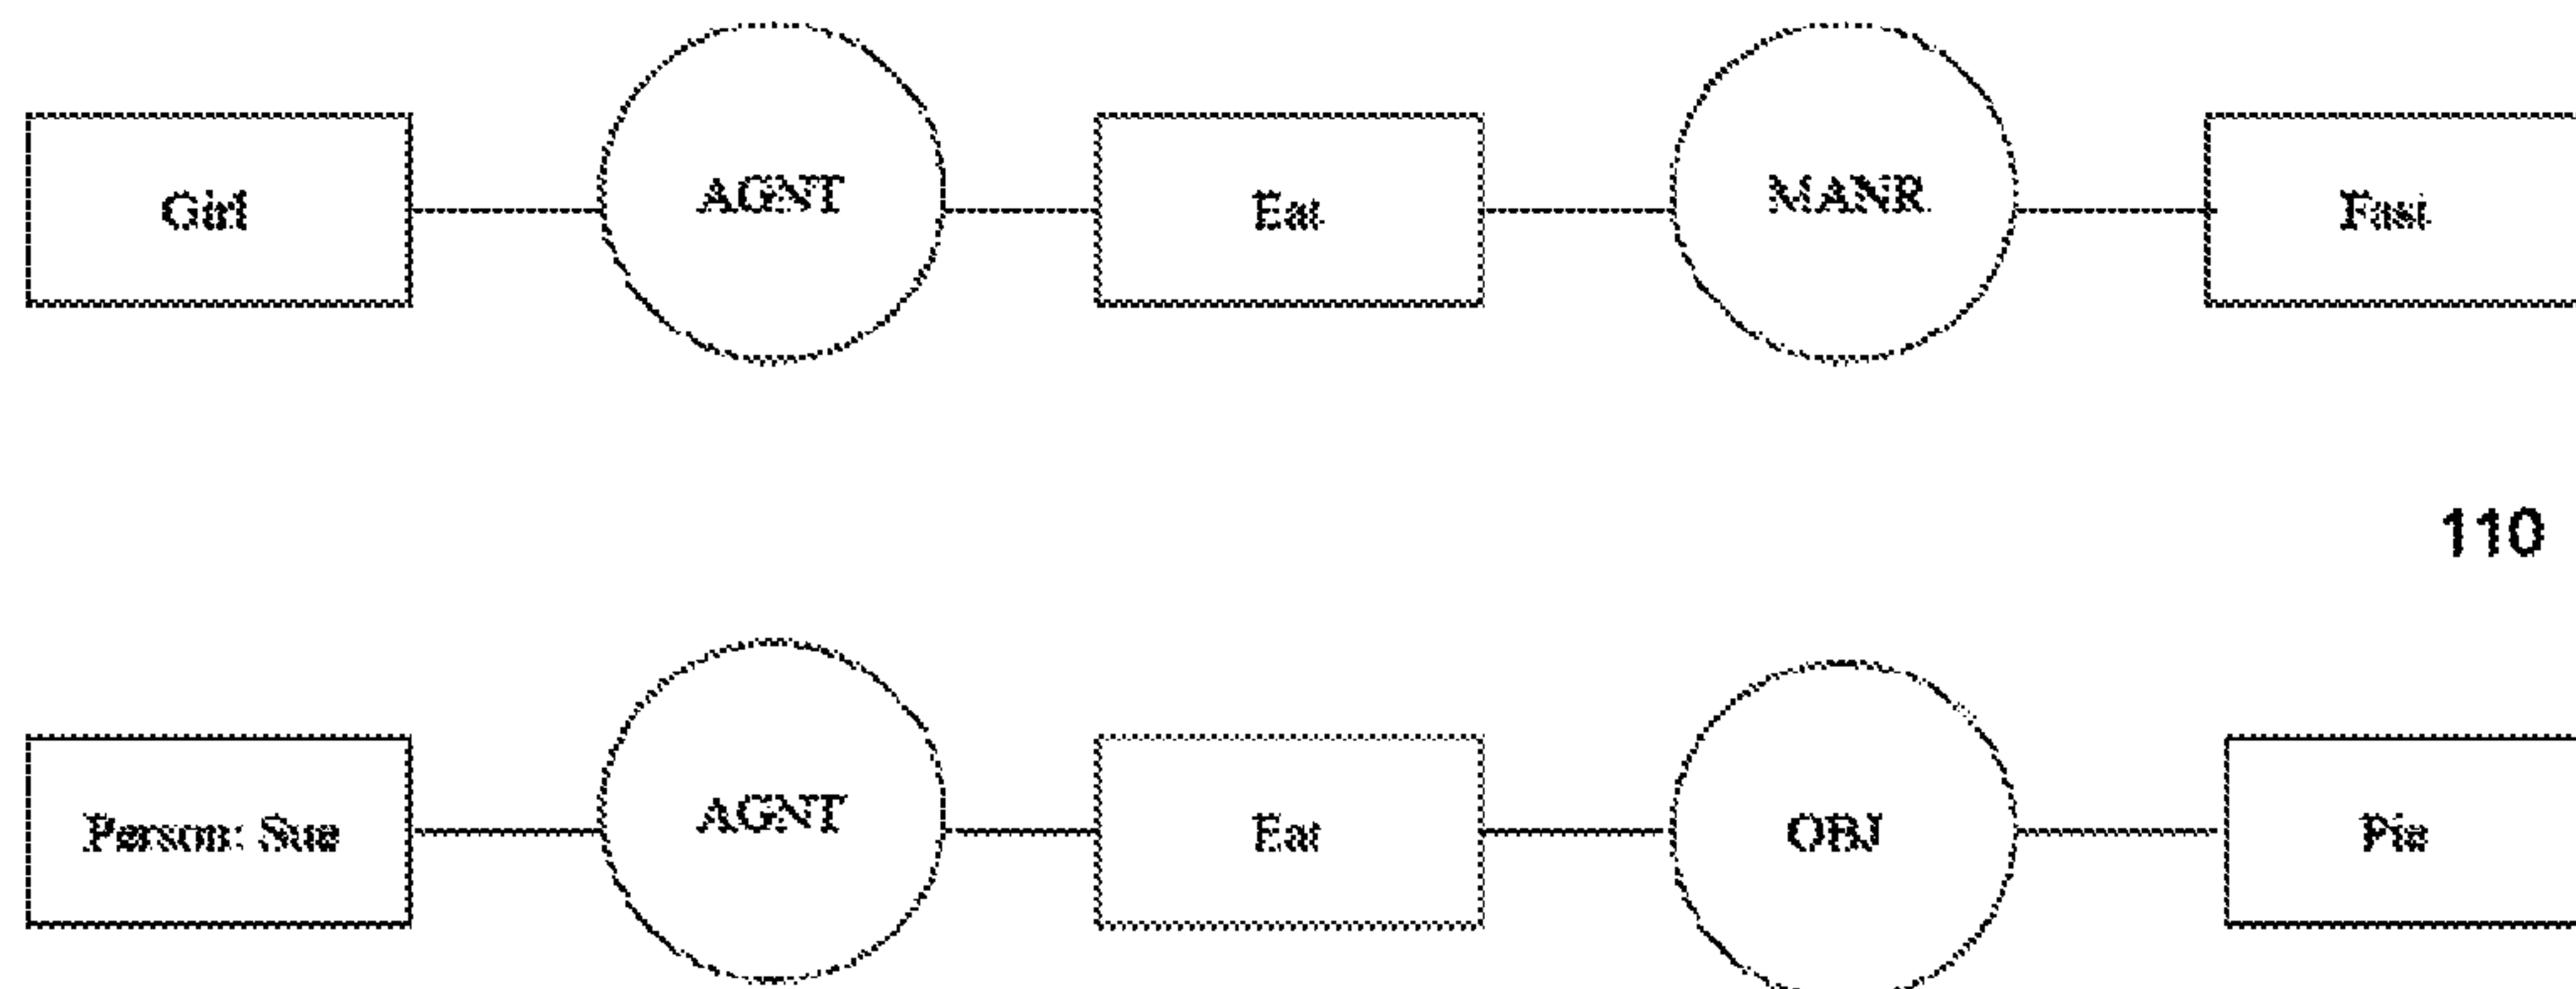 Girl AGNT Eat MANR Fast
110
Person: Sue AGNT Eat OBJ Pie